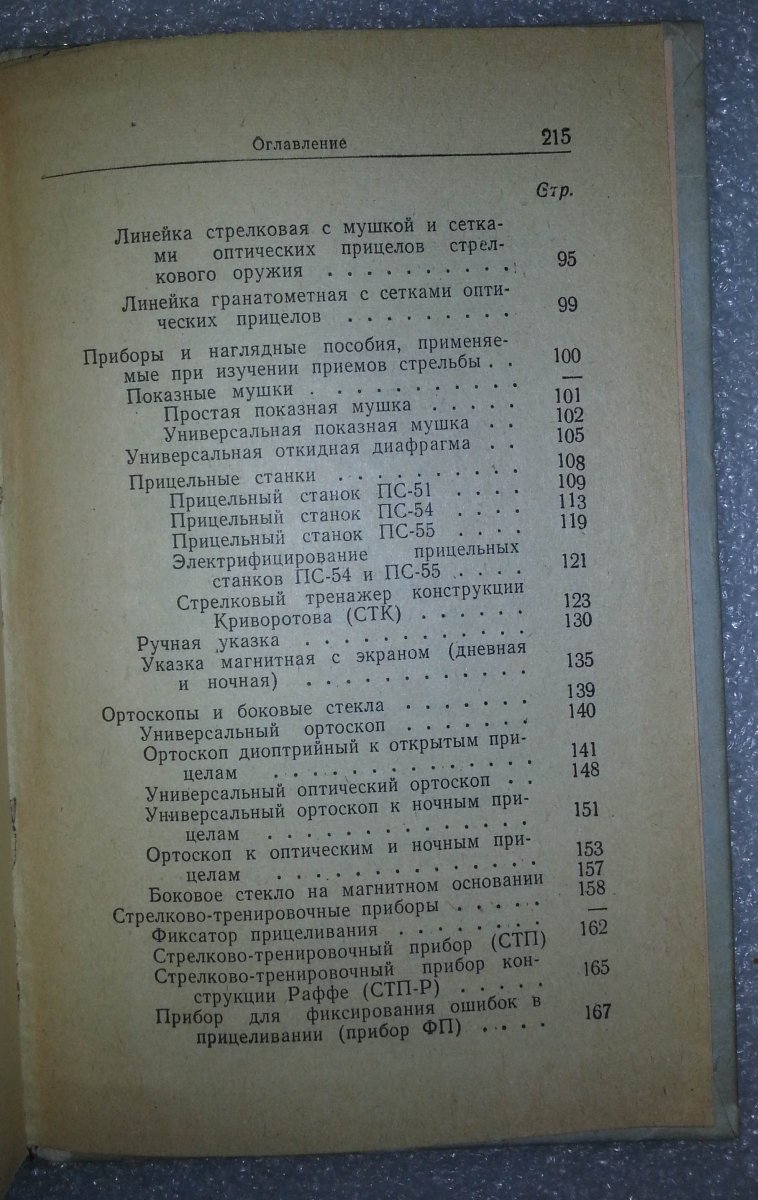 Оглавление 215
Стр.
Линейка стрелковая с мушкой и сетка-
ми оптических прицелов стрел-
кового оружия . . . . . . . . . . 95
Линейка гранатометная с сетками опти-
ческих прицелов . . . . . . . . . 99
Приборы и наглядные пособия, применяе-
мые при изучении приемов стрельбы . . 100
Показные мушки . . . . . . . . . . . —
Простая показная мушка . . . . . 101
Универсальная показная мушка . . 102
Универсальная откидная диафрагма . . 105
Прицельные станки . . . . . . . . . . 108
Прицельный станок ПС-51 . . . . 109
Прицельный станок ПС-54 . . . . 113
Прицельный станок ПС-55 . . . . 119
Электрифицирование прицельных
станков ПС-54 и ПС-55 . . . . 121
Стрелковый тренажер конструкции
Криворотова (СТК) . . . . . . 123
Ручная указка . . . . . . . . . . . . 130
Указка магнитная с экраном (дневная
и ночная) . . . . . . . . . . . . 135
Ортоскопы и боковые стекла . . . . . . . 139
Универсальный ортоскоп . . . . . . . 140
Ортоскоп диоптрийный к открытым при-
целам . . . . . . . . . . . . . . 141
Универсальный оптический ортоскоп . . 148
Универсальный ортоскоп к ночным при-
целам . . . . . . . . . . . . . . 151
Ортоскоп к оптическим и ночным при-
целам . . . . . . . . . . . . . . 153
Боковое стекло на магнитном основании 157
Стрелково-тренировочные приборы . . . . . 158
Фиксатор прицеливания . . . . . . . . —
Стрелково-тренировочный прибор (СТП) 162
Стрелково-тренировочный прибор кон-
струкции Раффе (СТП-Р) . . . . . 165
Прибор для фиксирования ошибок в
прицеливании (прибор ФП) . . . . 167